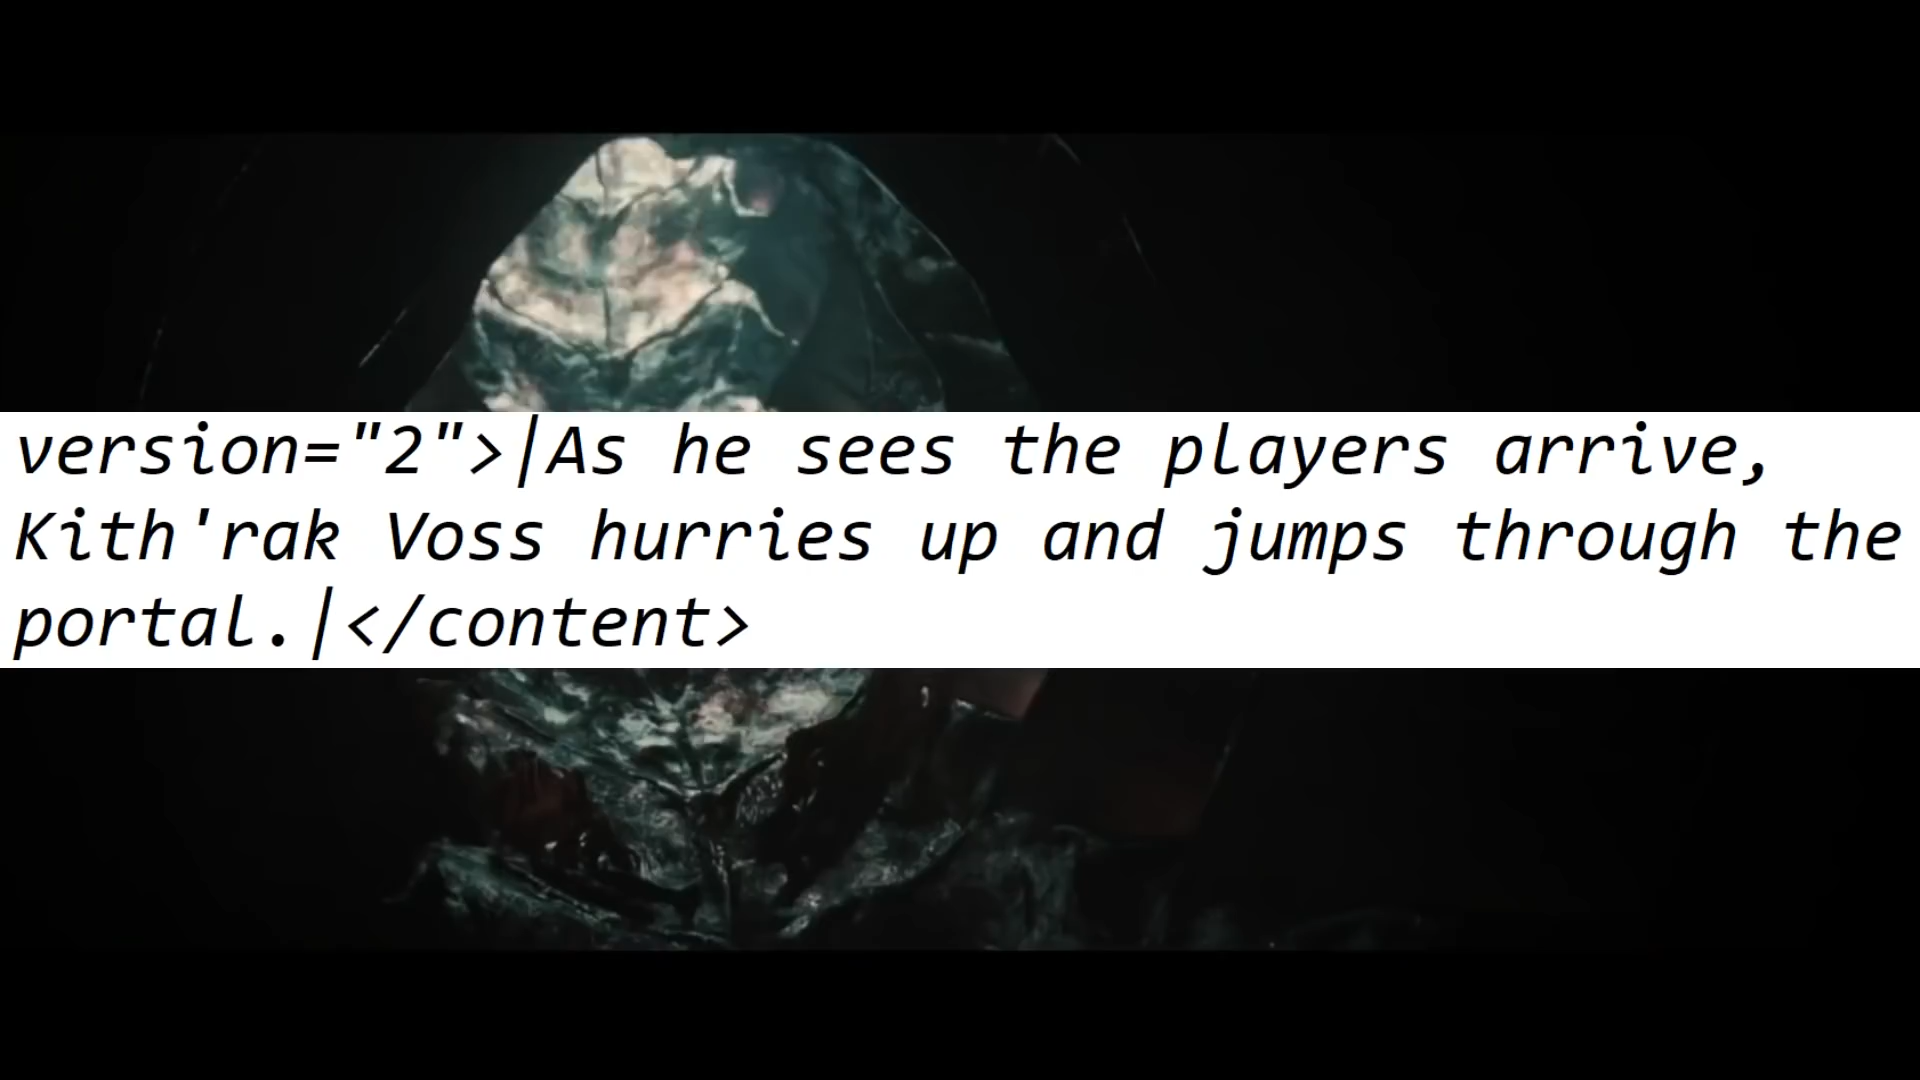 version="2">|As he sees the players arrive,
Kith'rak Voss hurries up and jumps through the
portal.|</content>